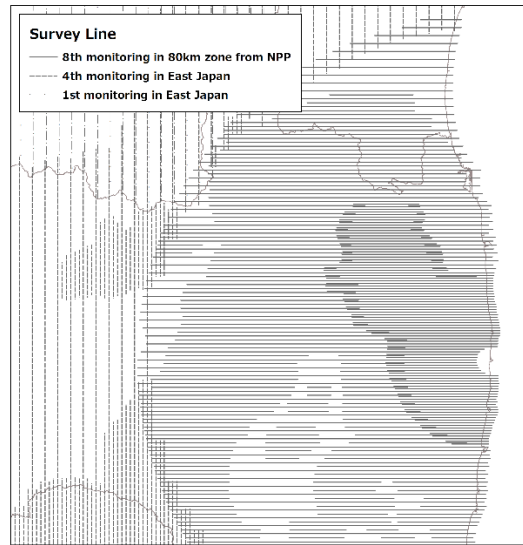 Survey Line
8th monitoring in 80km zone from NPP
4th monitoring in East Japan
1st monitoring in East Japan